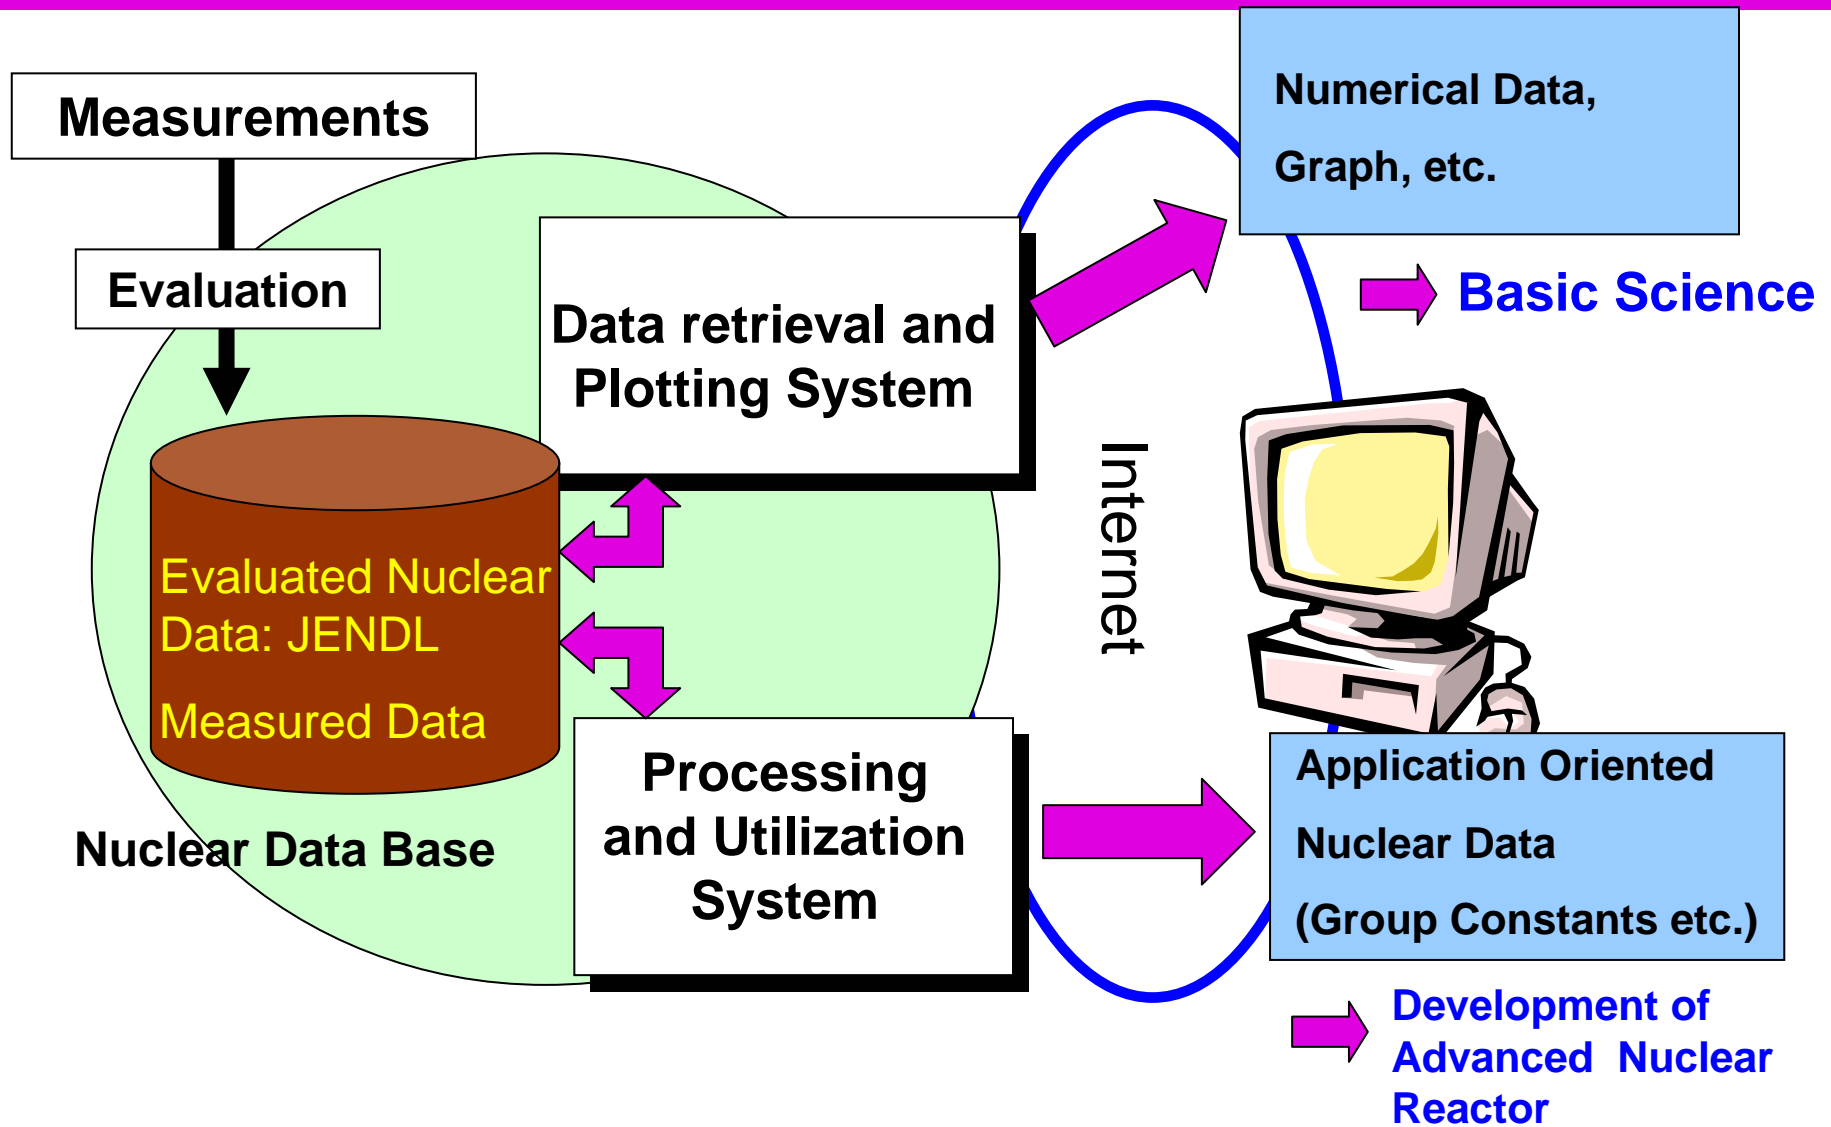 Measurements
Evaluation
Data retrieval and
Plotting System
Evaluated Nuclear
Data: JENDL
Measured Data
Nuclear Data Base
Processing
and Utilization
System
Internet
Numerical Data,
Graph, etc.
Basic Science
Application Oriented
Nuclear Data
(Group Constants etc.)
Development of
Advanced Nuclear
Reactor